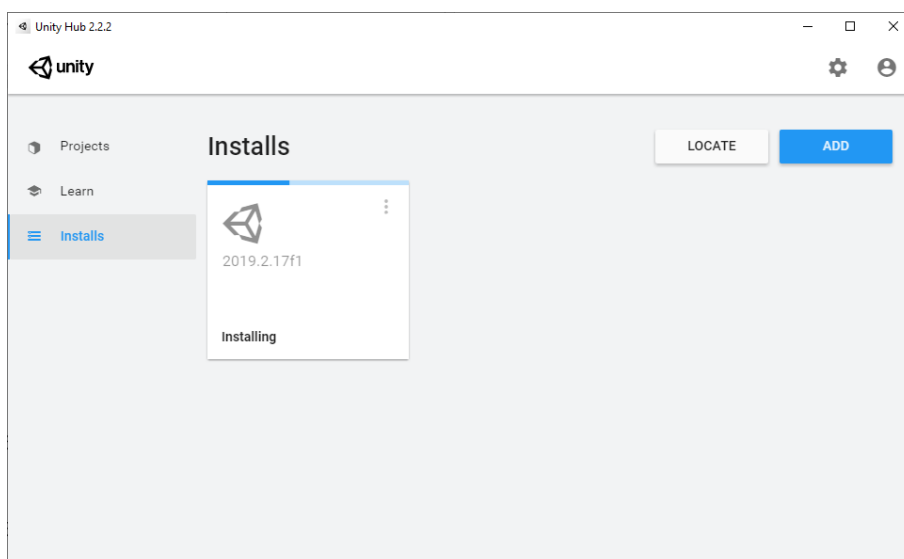 Unity Hub 2.2.2
unity
Projects
Learn
Installs
Installs
LOCATE
ADD
2019.2.17f1
Installing